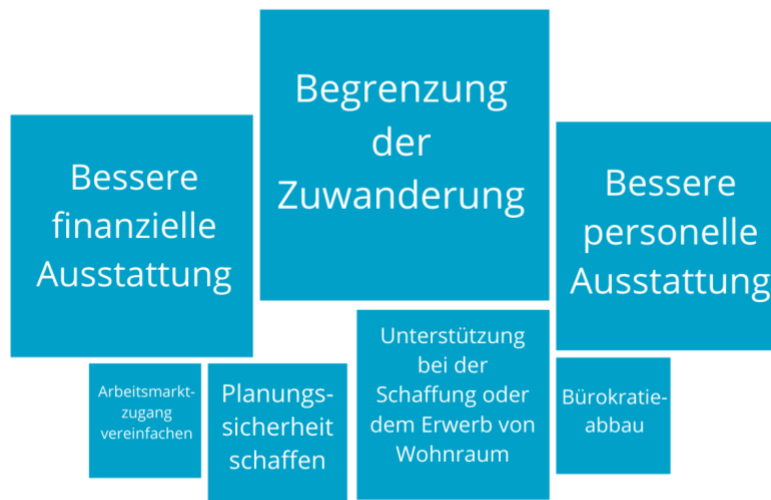 Begrenzung
der
Zuwanderung
Bessere
finanzielle
Ausstattung
Bessere
personelle
Ausstattung
Arbeitsmarkt-
zugang
vereinfachen
Planungs-
sicherheit
schaffen
Unterstützung
bei der
Schaffung oder
dem Erwerb von
Wohnraum
Bürokratie-
abbau